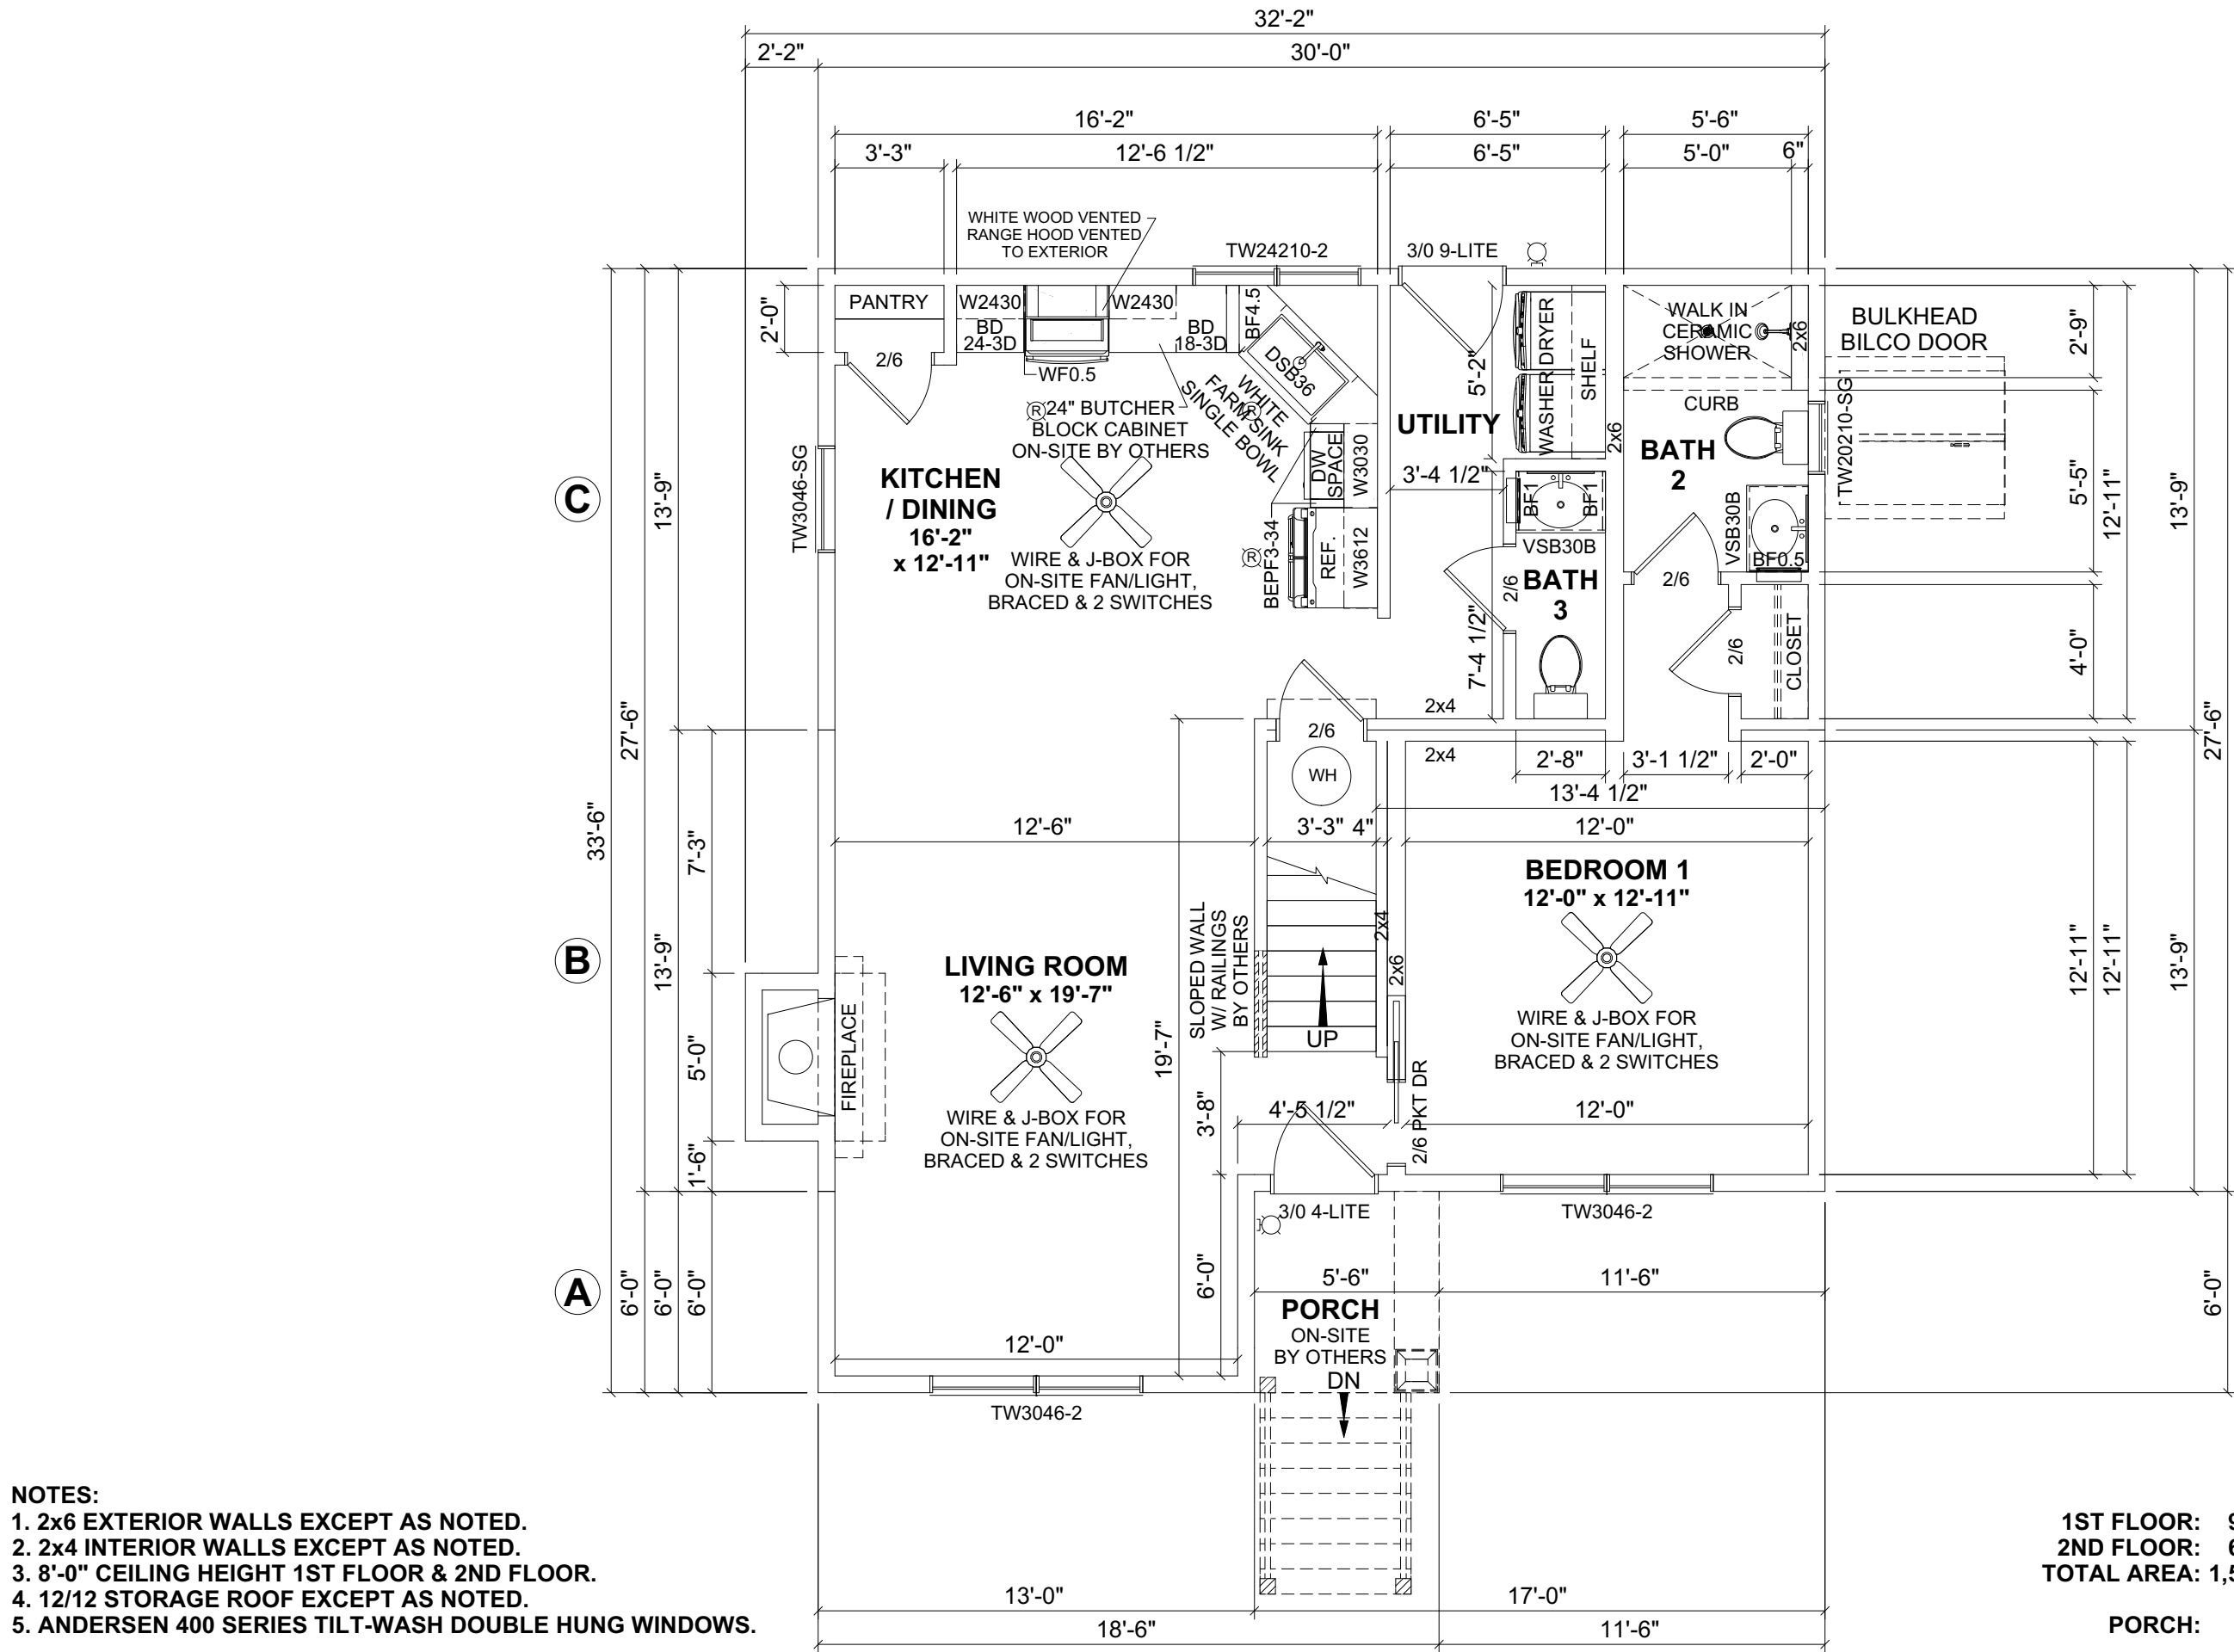 32'-2"
2'-2"
30'-0"
16'-2"
6'-5"
5'-6"
3'-3"
12'-6 1/2"
6'-5"
5'-0"
6"
WHITE WOOD VENTED
RANGE HOOD VENTED
TO EXTERIOR
TW24210-2
3/0 9-LITE
PANTRY
W2430
W2430
BD
24-3D
BD
18-3D
BF4.5
2'-0"
2/6
WF0.5
DSB36
WHITE
FARM SINK
SINGLE BOWL
R
24" BUTCHER
BLOCK CABINET
ON-SITE BY OTHERS
R
5'-2"
WASHER
DRYER
SHELF
WALK IN
CERAMIC
SHOWER
2x6
CURB
BULKHEAD
BILCO DOOR
TW20210-SG
2'-9"
UTILITY
2x6
BATH
2
DW
SPACE
W3030
3'-4 1/2"
BF1
BF1
VSB30B
VSB30B
BF0.5
5'-5"
12'-11"
13'-9"
C
13'-9"
TW3046-SG
KITCHEN
/ DINING
16'-2"
x 12'-11"
WIRE & J-BOX FOR
ON-SITE FAN/LIGHT,
BRACED & 2 SWITCHES
R
BEPF3-34
REF.
W3612
2/6
BATH
3
2/6
7'-4 1/2"
2/6
CLOSET
4'-0"
2x4
2/6
2x4
WH
2'-8"
3'-1 1/2"
2'-0"
13'-4 1/2"
27'-6"
27'-6"
33'-6"
7'-3"
12'-6"
3'-3"
4"
12'-0"
BEDROOM 1
12'-0" x 12'-11"
SLOPED WALL
W/ RAILINGS
BY OTHERS
2x4
2x6
B
13'-9"
LIVING ROOM
12'-6" x 19'-7"
12'-11"
12'-11"
13'-9"
WIRE & J-BOX FOR
ON-SITE FAN/LIGHT,
BRACED & 2 SWITCHES
UP
FIREPLACE
5'-0"
19'-7"
WIRE & J-BOX FOR
ON-SITE FAN/LIGHT,
BRACED & 2 SWITCHES
3'-8"
4'-5 1/2"
2/6 PKT DR
12'-0"
1'-6"
3/0 4-LITE
TW3046-2
A
6'-0"
6'-0"
6'-0"
6'-0"
5'-6"
11'-6"
6'-0"
PORCH
ON-SITE
BY OTHERS
DN
12'-0"
TW3046-2
NOTES:
1. 2x6 EXTERIOR WALLS EXCEPT AS NOTED.
2. 2x4 INTERIOR WALLS EXCEPT AS NOTED.
3. 8'-0" CEILING HEIGHT 1ST FLOOR & 2ND FLOOR.
4. 12/12 STORAGE ROOF EXCEPT AS NOTED.
5. ANDERSEN 400 SERIES TILT-WASH DOUBLE HUNG WINDOWS.
1ST FLOOR: 9
2ND FLOOR: 6
TOTAL AREA: 1,5
PORCH:
13'-0"
17'-0"
18'-6"
11'-6"